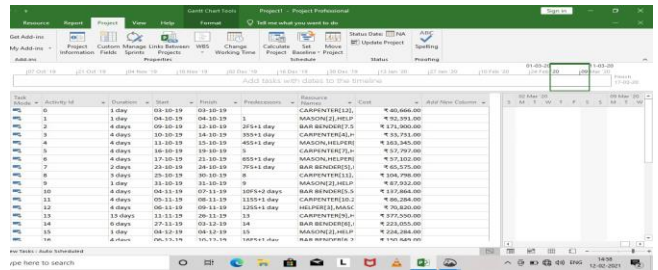 Gantt Chart Tools Project1 - Project Professional Sign in
Resource Report Project View Help Format Tell me what you want to do
Get Add-ins
My Add-ins
Project Information
Custom Fields
Manage Sprints
Links Between Projects
WBS
Change Working Time
Calculate Project
Set Baseline
Move Project
Status Date: NA
Update Project
ABC
Spelling
Add-ins Properties Schedule Status Proofing
01-03-20
Add tasks with dates to the timeline
Task Mode Activity Id Duration Start Finish Predecessors Resource Names Cost Add New Column
0 03-10-19 03-10-19 CARPENTER[12], ₹ 40,666.00
1 1 day 04-10-19 04-10-19 1 MASON[2],HELP ₹ 92,391.00
2 4 days 09-10-19 12-10-19 2FS+1 day BAR BENDER[7.5 ₹ 171,900.00
3 4 days 10-10-19 14-10-19 3SS+1 day CARPENTER[4],H ₹ 33,751.00
4 4 days 11-10-19 15-10-19 4SS+1 day MASON,HELPER[ ₹ 163,345.00
5 4 days 16-10-19 19-10-19 5 CARPENTER[7],H ₹ 57,797.00
6 4 days 17-10-19 21-10-19 6SS+1 day MASON,HELPER[ ₹ 57,102.00
7 2 days 23-10-19 24-10-19 7FS+1 day BAR BENDER[5],H ₹ 65,575.00
8 3 days 25-10-19 30-10-19 8 CARPENTER[11], ₹ 104,798.00
9 1 day 31-10-19 31-10-19 9 MASON[2],HELP ₹ 87,932.00
10 4 days 04-11-19 07-11-19 10FS+2 days BAR BENDER[5.5 ₹ 137,864.00
11 4 days 05-11-19 08-11-19 11SS+1 day CARPENTER[10.2 ₹ 86,284.00
12 4 days 06-11-19 09-11-19 12SS+1 day HELPER[3],MASO ₹ 70,820.00
13 13 days 11-11-19 26-11-19 13 CARPENTER[9],H ₹ 377,550.00
14 6 days 27-11-19 03-12-19 14 BAR BENDER[6], ₹ 223,055.00
15 1 day 04-12-19 04-12-19 15 MASON[2],HELP ₹ 224,284.00
New Tasks : Auto Scheduled
Type here to search ENG 14:58
12-02-2021